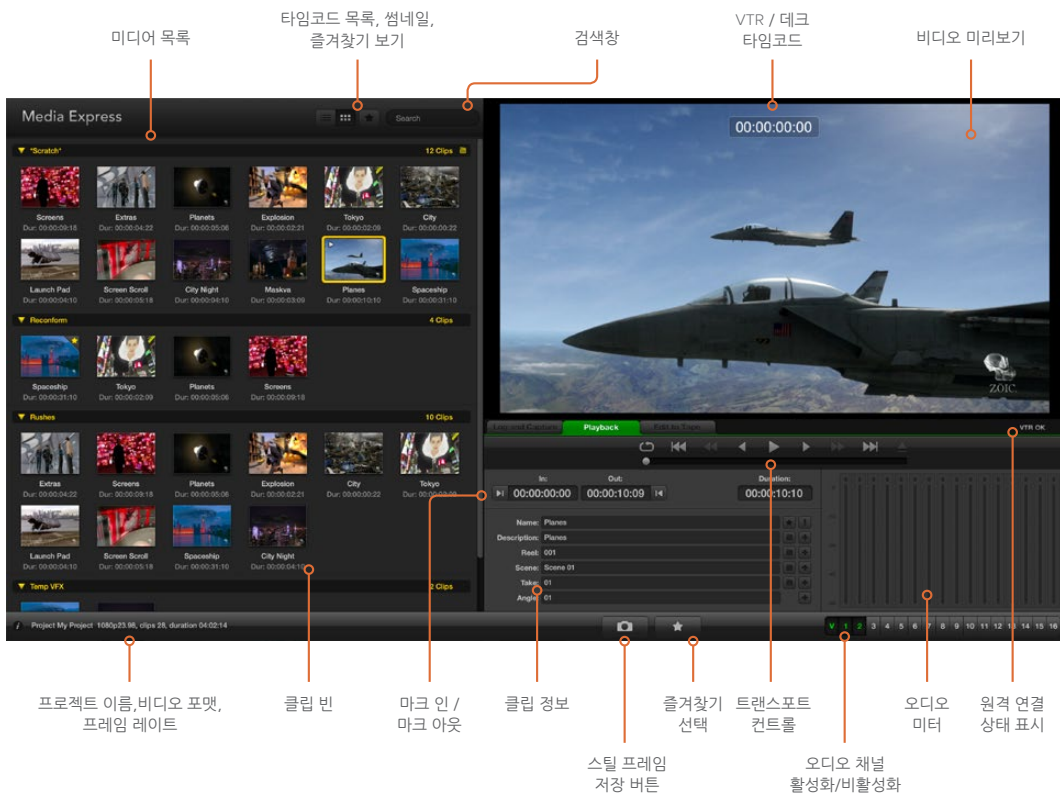 미디어 목록
타임코드 목록, 썸네일,
즐겨찾기 보기
검색창
VTR / 데크
타임코드
비디오 미리보기
Media Express
Search
00:00:00:00
*Scratch*
12 Clips
Screens
Extras
Planets
Explosion
Tokyo
City
Dur: 00:00:09:18
Dur: 00:00:04:22
Dur: 00:00:05:06
Dur: 00:00:02:21
Dur: 00:00:02:09
Dur: 00:00:00:22
Launch Pad
Screen Scroll
City Night
Maskva
Planes
Spaceship
Dur: 00:00:04:10
Dur: 00:00:05:18
Dur: 00:00:04:10
Dur: 00:00:03:09
Dur: 00:00:10:10
Dur: 00:00:31:10
Reconform
4 Clips
Spaceship
Tokyo
Planets
Screens
Dur: 00:00:31:10
Dur: 00:00:02:09
Dur: 00:00:05:06
Dur: 00:00:09:18
Rushes
10 Clips
Extras
Screens
Planets
Explosion
City
Tokyo
Dur: 00:00:04:22
Dur: 00:00:09:18
Dur: 00:00:05:06
Dur: 00:00:02:21
Dur: 00:00:00:22
Launch Pad
Screen Scroll
Spaceship
City Night
Dur: 00:00:04:10
Dur: 00:00:05:18
Dur: 00:00:31:10
Dur: 00:00:04:10
Temp VFX
2 Clips
ZOIC
Log and Capture
Playback
Edit to Tape
VTR OK
In:
Out:
Duration:
00:00:00:00
00:00:10:09
00:00:10:10
Name: Planes
Description: Planes
Reel: 001
Scene: Scene 01
Take: 01
Angle: 01
Project My Project 1080p23.98, clips 28, duration 04:02:14
V 1 2 3 4 5 6 7 8 9 10 11 12 13 14 15 16
프로젝트 이름,비디오 포맷,
프레임 레이트
클립 빈
마크 인 /
마크 아웃
클립 정보
즐겨찾기
선택
트랜스포트
컨트롤
오디오
미터
원격 연결
상태 표시
스틸 프레임
저장 버튼
오디오 채널
활성화/비활성화